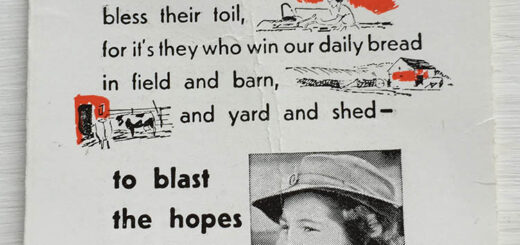 bless their toil,
for it's they who win our daily bread
in field and barn,
and yard and shed—
to blast
the hopes